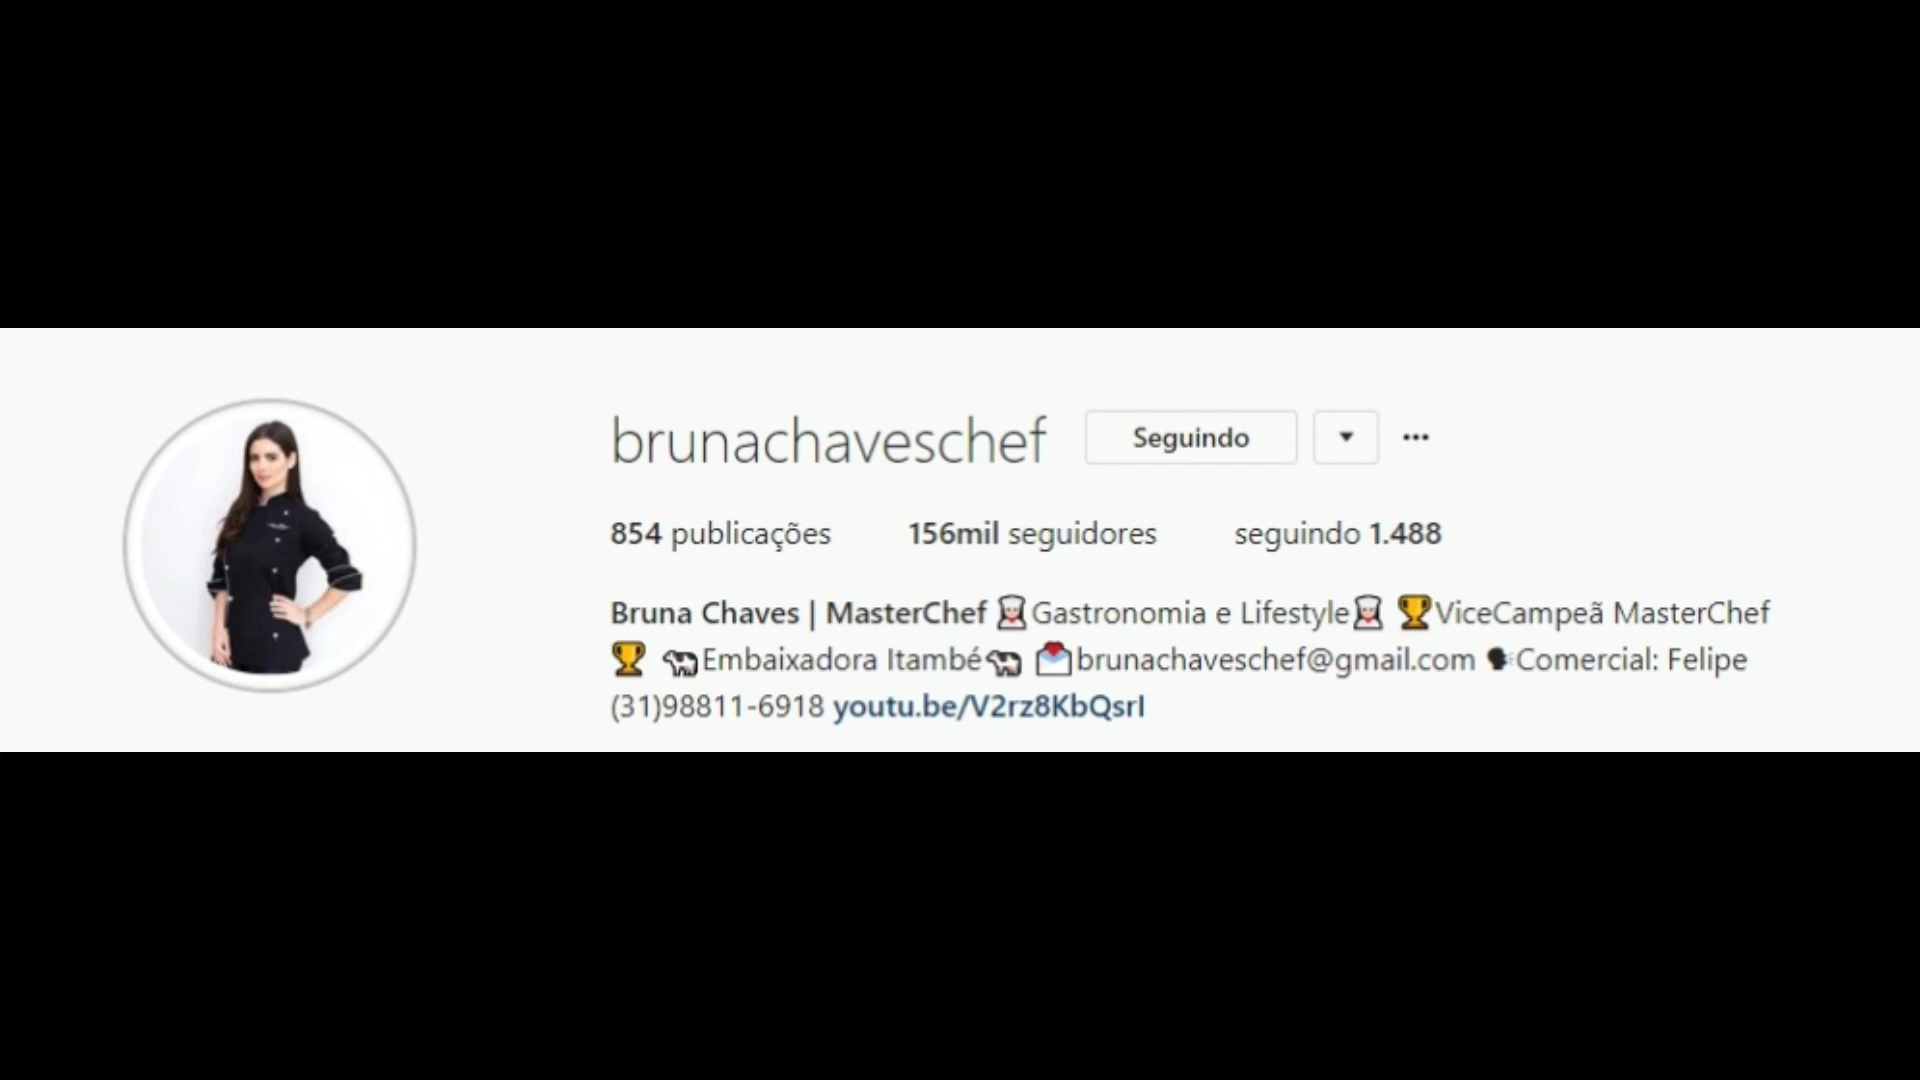 brunachaveschef Seguindo
854 publicações 156mil seguidores seguindo 1.488
Bruna Chaves | MasterChef 👩‍🍳Gastronomia e Lifestyle👩‍🍳 🏆ViceCampeã MasterChef
🏆 🐄Embaixadora Itambé🐄 💌brunachaveschef@gmail.com 🗣Comercial: Felipe
(31)98811-6918 youtu.be/V2rz8KbQsrI